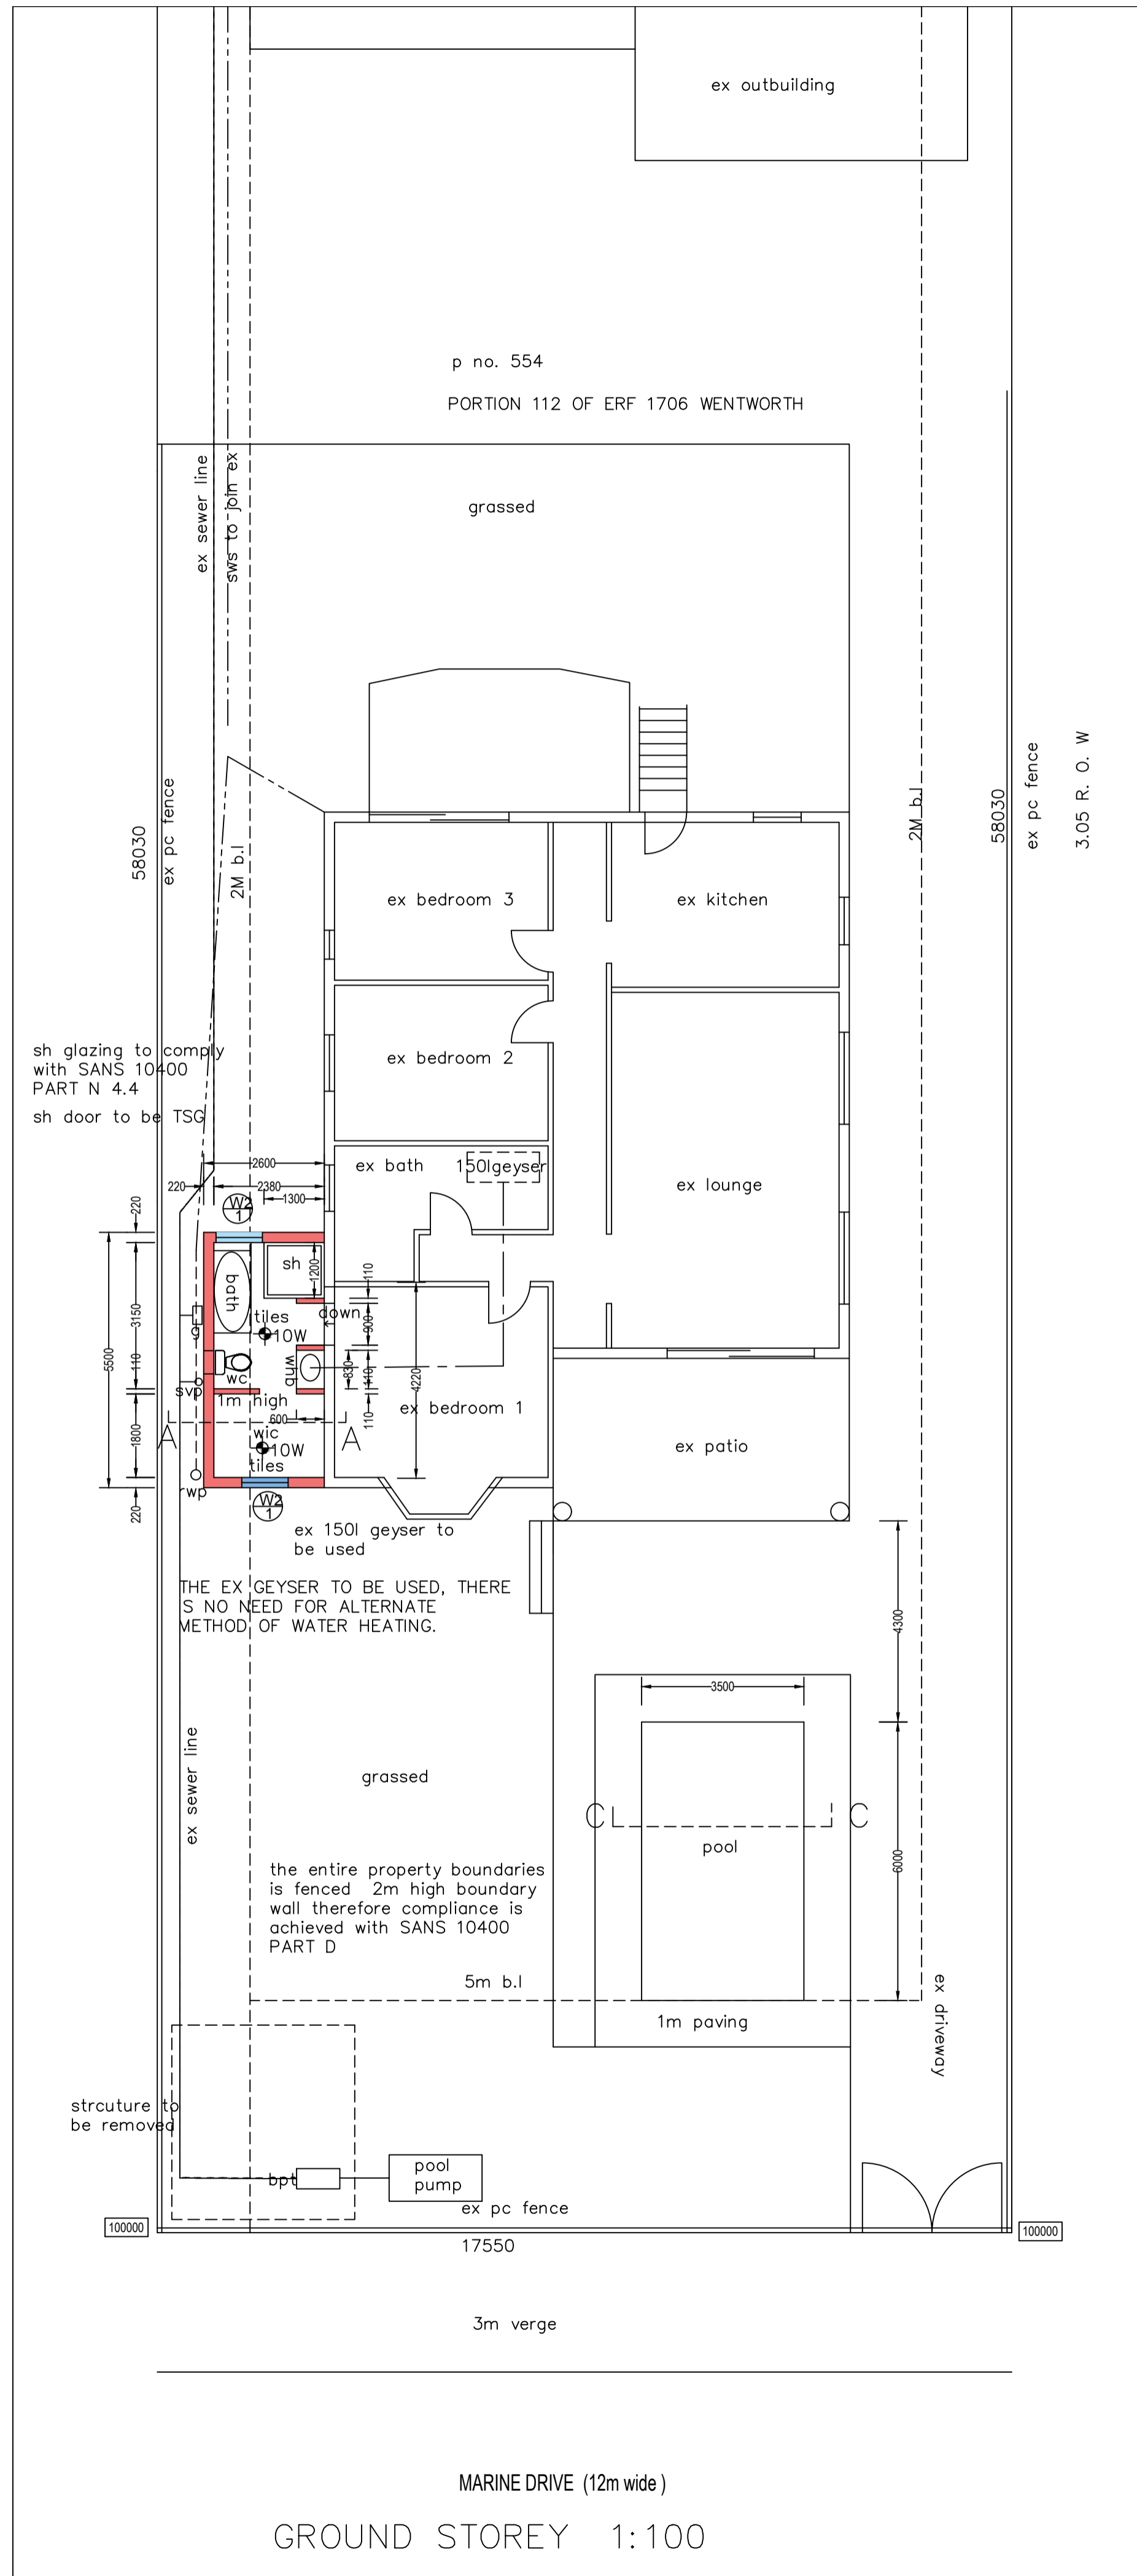 ex outbuilding
p no. 554
PORTION 112 OF ERF 1706 WENTWORTH
ex sewer line
sws to join ex
grassed
58030
ex pc fence
2M b.l
2M b.l
58030
ex pc fence
3.05 R. O. W
ex bedroom 3
ex kitchen
sh glazing to comply
with SANS 10400
PART N 4.4
sh door to be TSG
ex bedroom 2
ex bath
150lgeyser
ex lounge
2600
220
2380
1300
W2
1
220
5500
3150
110
1800
220
sh
1200
bath
tiles
10W
down
110
900
wc
whb
830
110
4220
svp
1m high
600
110
ex bedroom 1
A
A
wic
10W
tiles
rwp
W2
1
ex patio
ex 150l geyser to
be used
THE EX GEYSER TO BE USED, THERE
S NO NEED FOR ALTERNATE
METHOD OF WATER HEATING.
4300
3500
ex sewer line
grassed
C
C
pool
6000
the entire property boundaries
is fenced 2m high boundary
wall therefore compliance is
achieved with SANS 10400
PART D
5m b.l
1m paving
ex driveway
strcuture to
be removed
bpt
pool
pump
ex pc fence
100000
100000
17550
3m verge
MARINE DRIVE (12m wide )
GROUND STOREY 1:100